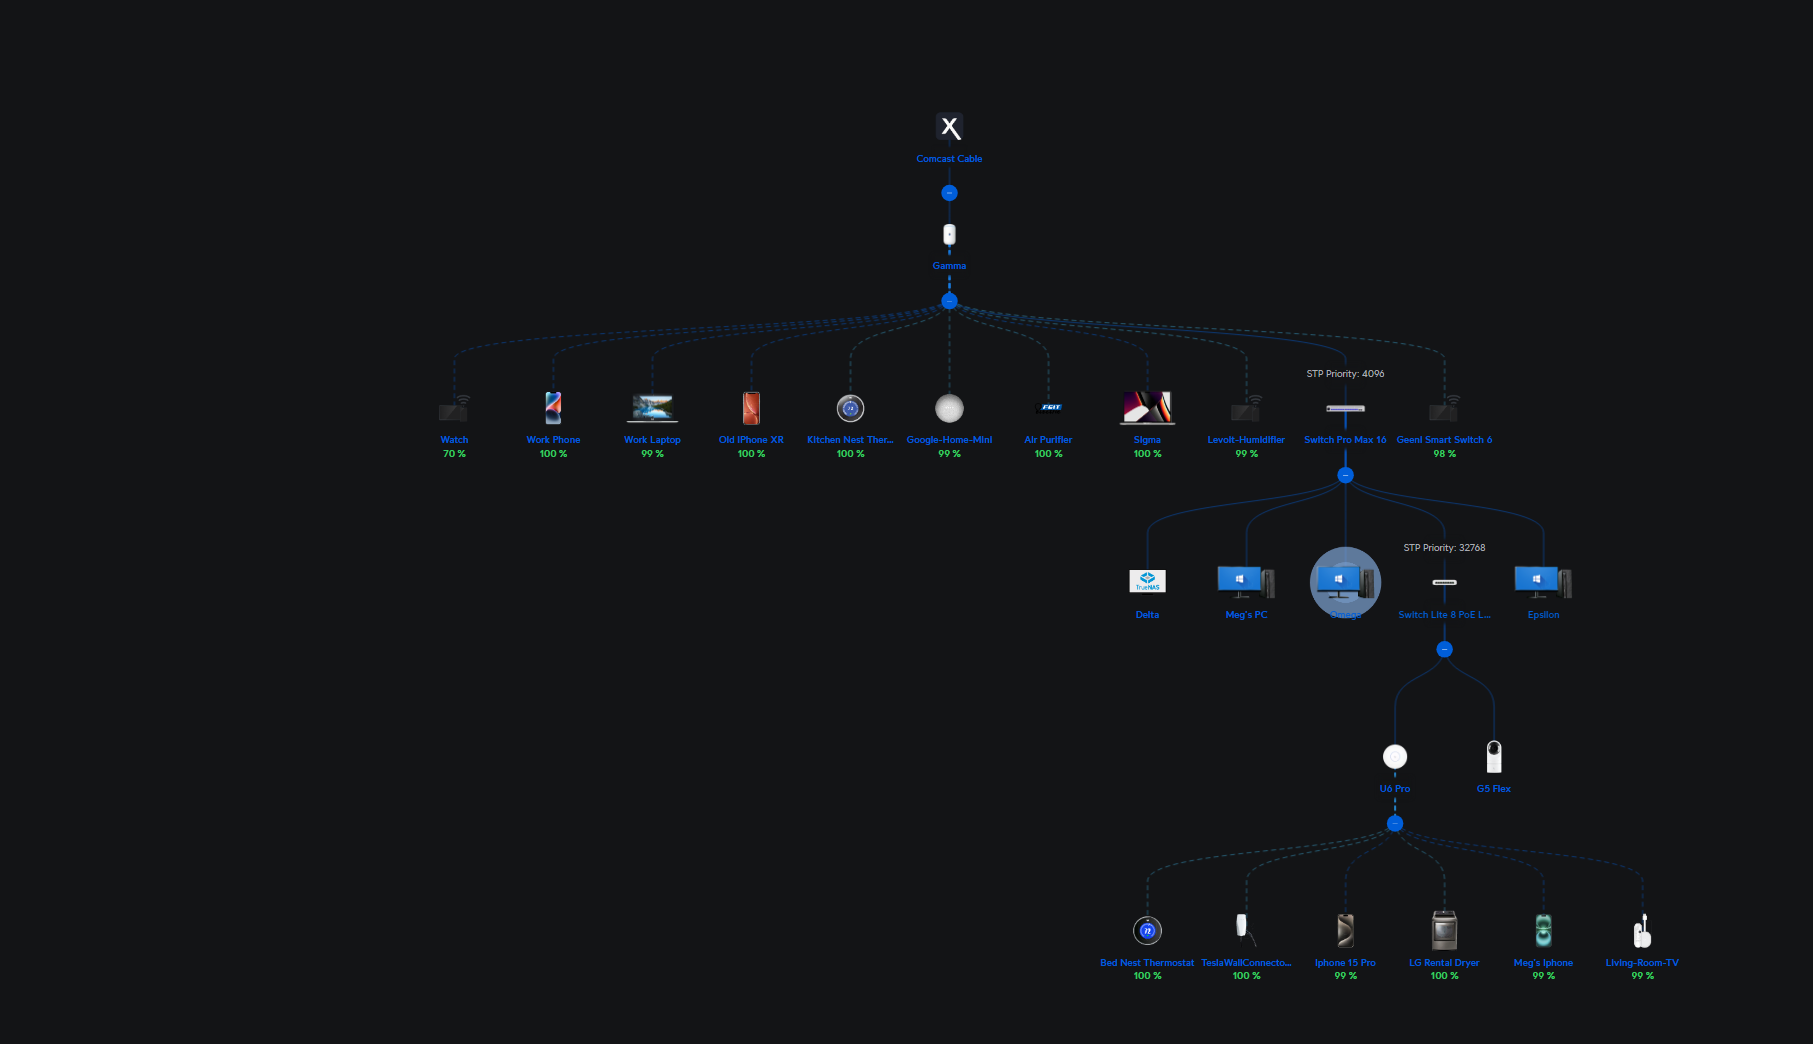 Comcast Cable
Gamma
STP Priority: 4096
Watch
70 %
Work Phone
100 %
Work Laptop
99 %
Old iPhone XR
100 %
Kitchen Nest Ther...
100 %
Google-Home-Mini
99 %
Air Purifier
100 %
Sigma
100 %
Levoit-Humidifier
99 %
Switch Pro Max 16
Geeni Smart Switch 6
98 %
STP Priority: 32768
TrueNAS
Delta
Meg's PC
Omega
Switch Lite 8 PoE L...
Epsilon
U6 Pro
G5 Flex
Bed Nest Thermostat
100 %
TeslaWallConnecto...
100 %
Iphone 15 Pro
99 %
LG Rental Dryer
100 %
Meg's Iphone
99 %
Living-Room-TV
99 %